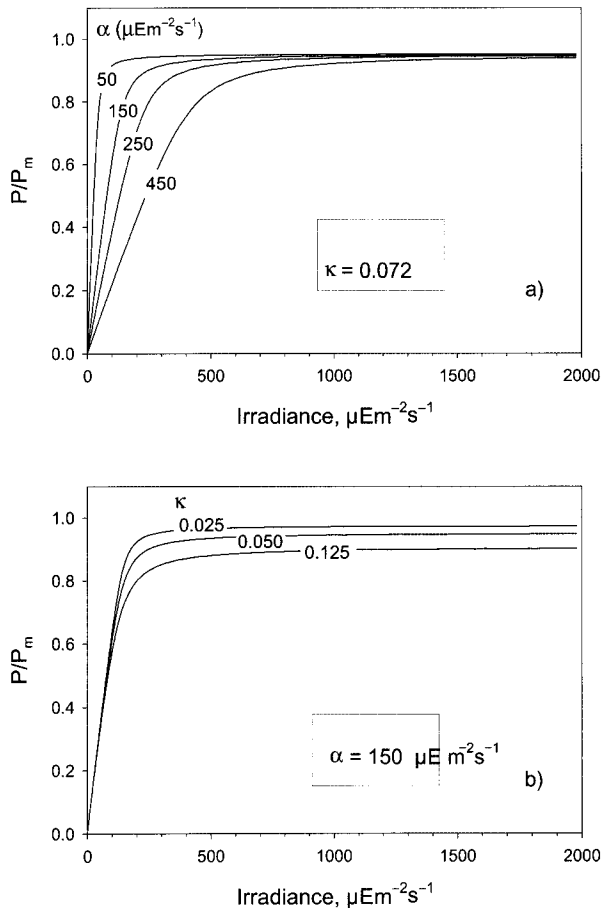 α (μEm⁻²s⁻¹)
1.0
0.8
0.6
0.4
0.2
0.0
P/Pₘ
50
150
250
450
κ = 0.072
a)
0 500 1000 1500 2000
Irradiance, μEm⁻²s⁻¹
κ
1.0
0.8
0.6
0.4
0.2
0.0
P/Pₘ
0.025
0.050
0.125
α = 150 μE m⁻²s⁻¹
b)
0 500 1000 1500 2000
Irradiance, μEm⁻²s⁻¹